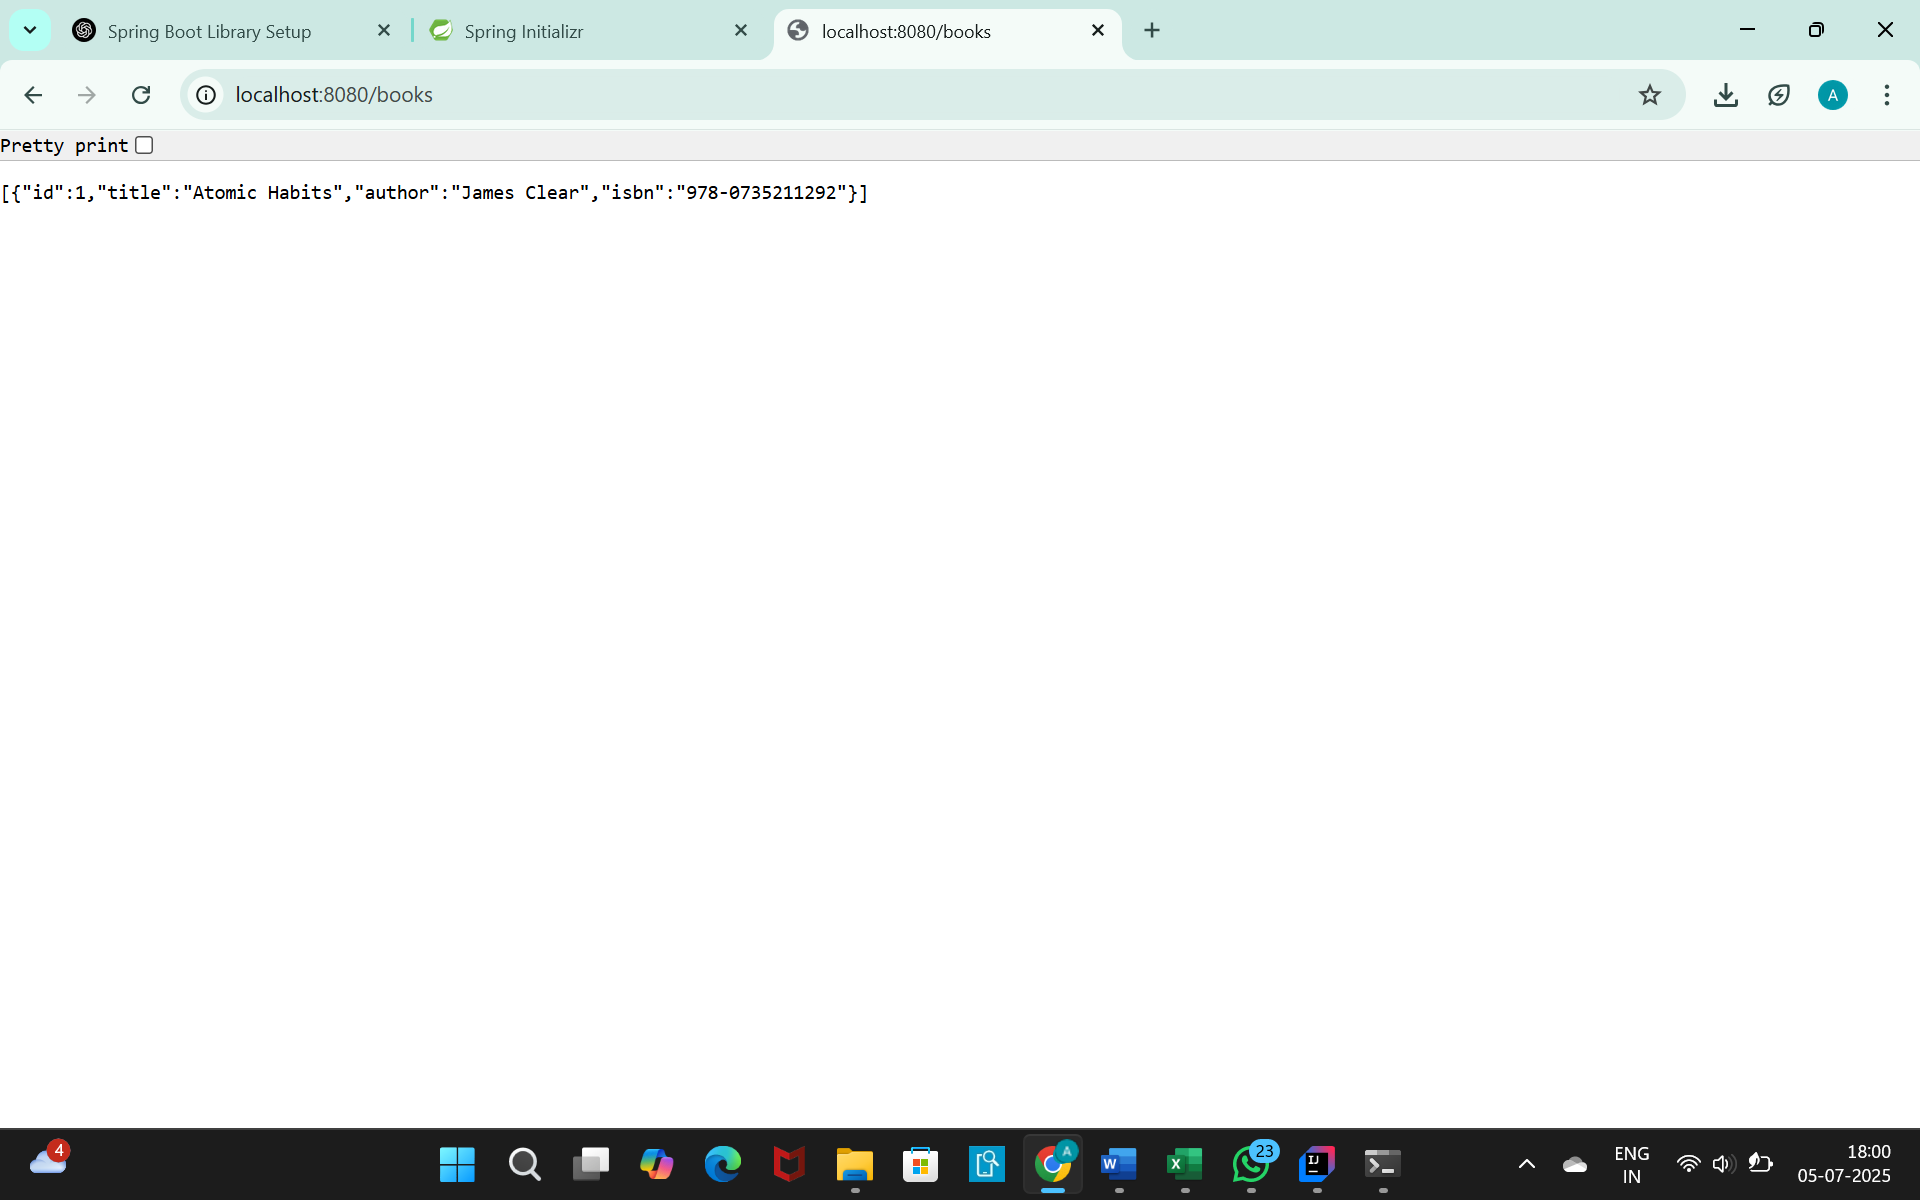 Spring Boot Library Setup
Spring Initializr
localhost:8080/books
localhost:8080/books
A
Pretty print
[{"id":1,"title":"Atomic Habits","author":"James Clear","isbn":"978-0735211292"}]
4
A
W
X
23
IJ
ENG
IN
18:00
05-07-2025